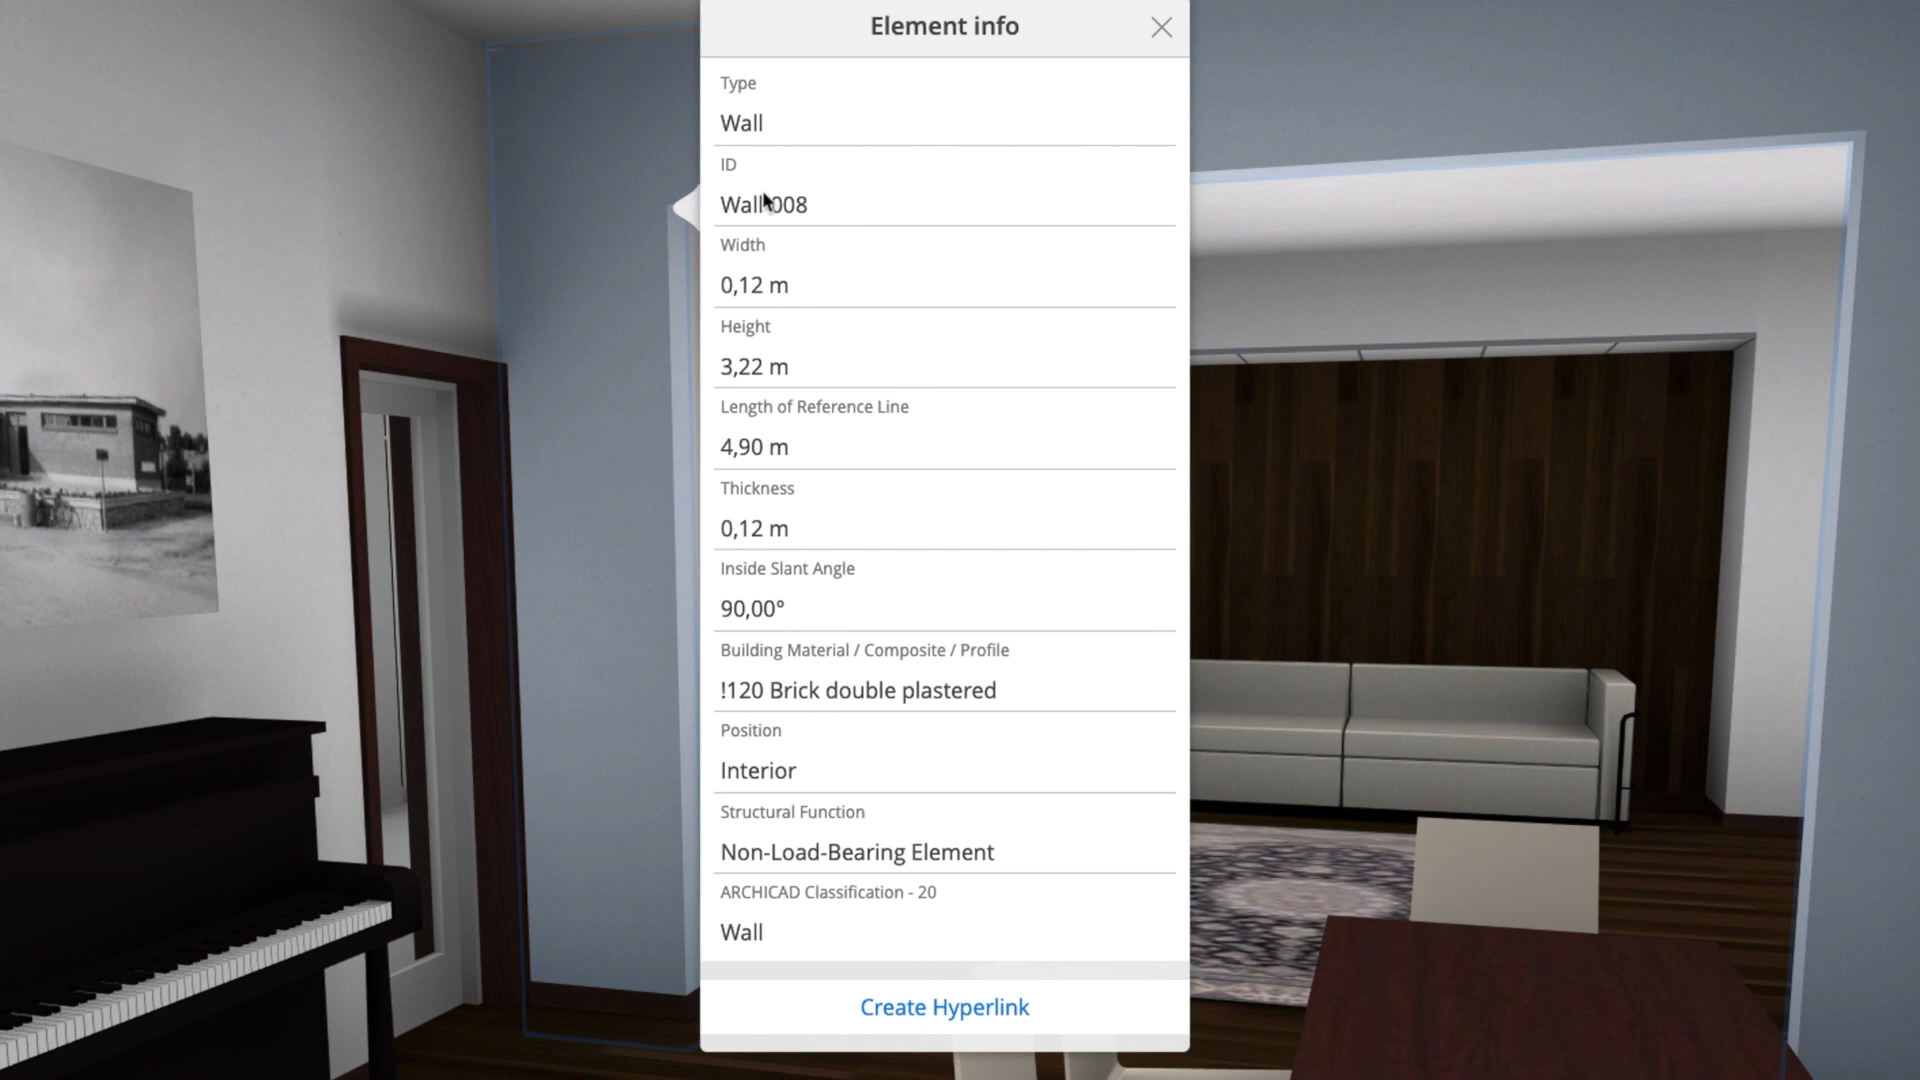 Element info
Type
Wall
ID
Wall-008
Width
0,12 m
Height
3,22 m
Length of Reference Line
4,90 m
Thickness
0,12 m
Inside Slant Angle
90,00°
Building Material / Composite / Profile
!120 Brick double plastered
Position
Interior
Structural Function
Non-Load-Bearing Element
ARCHICAD Classification - 20
Wall
Create Hyperlink